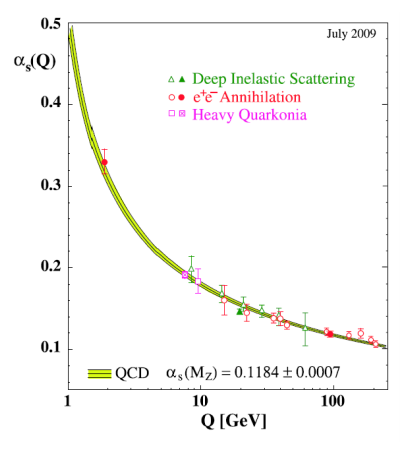 July 2009
αs(Q)
Deep Inelastic Scattering
e+e− Annihilation
Heavy Quarkonia
0.5
0.4
0.3
0.2
0.1
QCD αs(MZ) = 0.1184 ± 0.0007
1 10 100
Q [GeV]